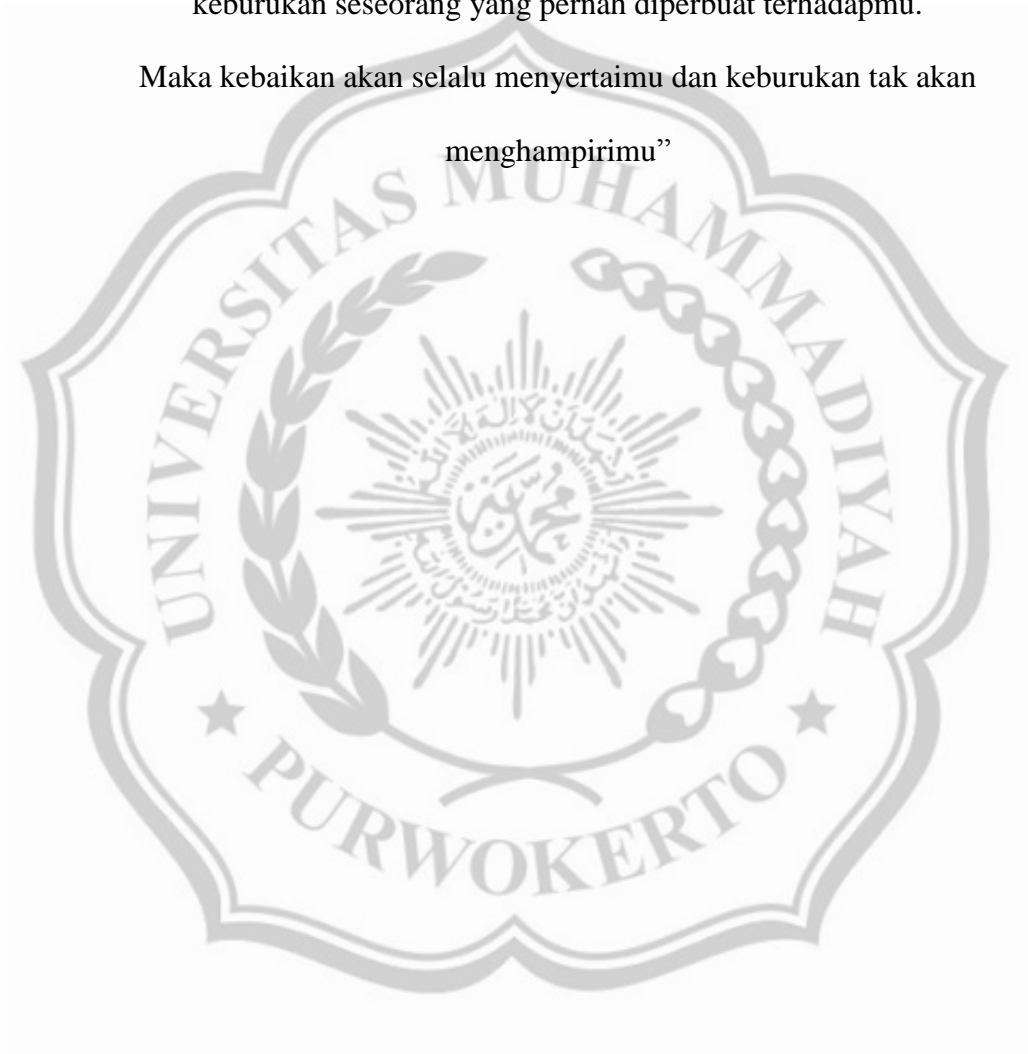 keburukan seseorang yang pernah diperbuat terhadapmu.
Maka kebaikan akan selalu menyertaimu dan keburukan tak akan
menghampirimu”
UNIVERSITAS MUHAMMADIYAH
PURWOKERTO
محمد